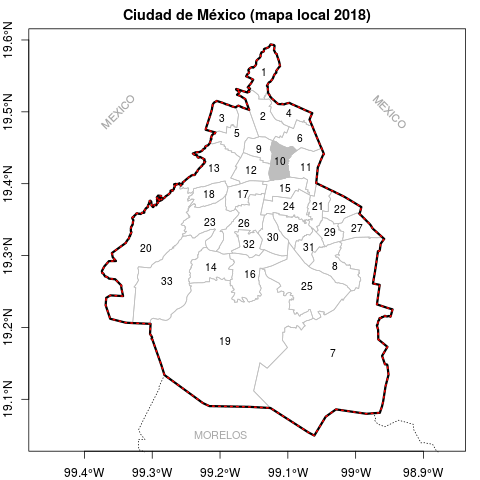 Ciudad de México (mapa local 2018)
19.6°N
19.5°N
19.4°N
19.3°N
19.2°N
19.1°N
MEXICO
MEXICO
1
2
4
3
5
6
9
10
11
13
12
15
18
17
24
21
22
23
26
28
29
27
30
32
31
20
14
16
8
33
25
19
7
MORELOS
99.4°W
99.3°W
99.2°W
99.1°W
99°W
98.9°W